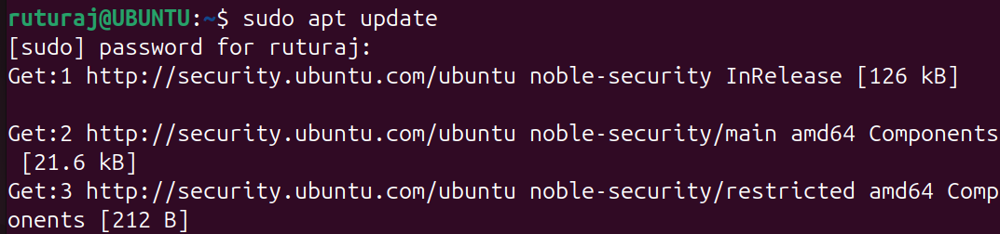 ruturaj@UBUNTU:~$ sudo apt update
[sudo] password for ruturaj:
Get:1 http://security.ubuntu.com/ubuntu noble-security InRelease [126 kB]
Get:2 http://security.ubuntu.com/ubuntu noble-security/main amd64 Components
 [21.6 kB]
Get:3 http://security.ubuntu.com/ubuntu noble-security/restricted amd64 Comp
onents [212 B]